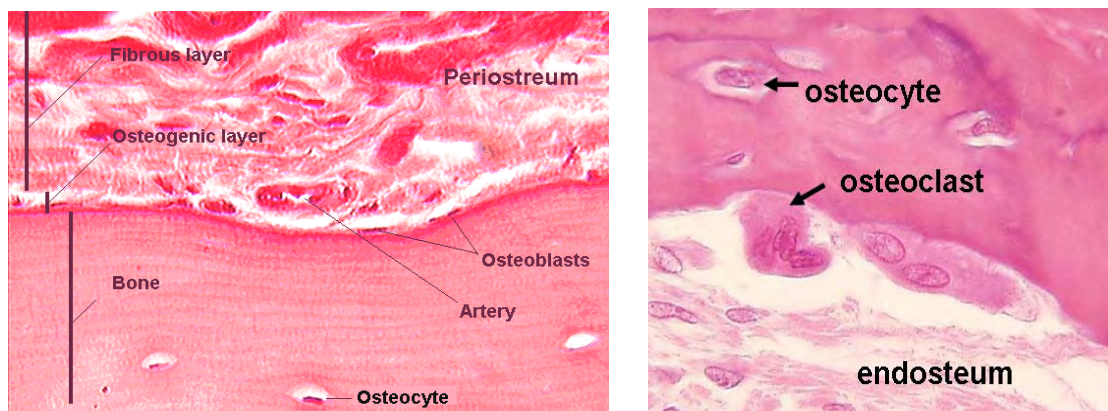 Fibrous layer
Periostreum
Osteogenic layer
Osteoblasts
Bone
Artery
Osteocyte
osteocyte
osteoclast
endosteum